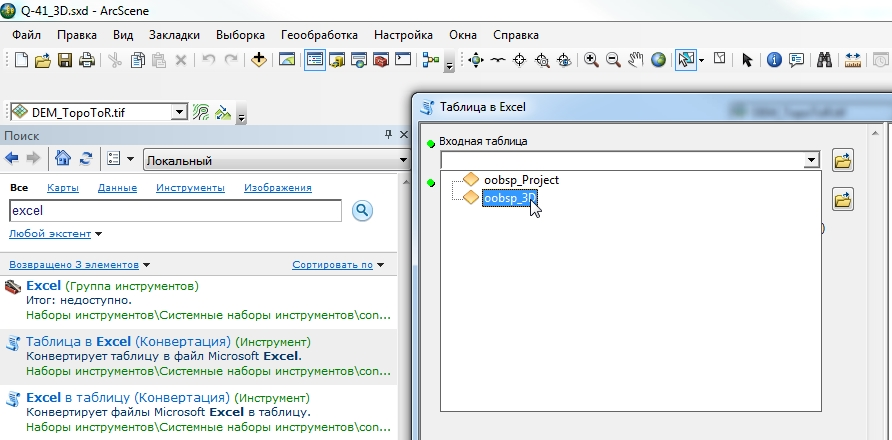 Q-41_3D.sxd - ArcScene
Файл Правка Вид Закладки Выборка Геообработка Настройка Окна Справка
DEM_TopoToR.tif
Поиск
Локальный
Все Карты Данные Инструменты Изображения
excel
Любой экстент
Возвращено 3 элементов Сортировать по
Excel (Группа инструментов)
Итог: недоступно.
Наборы инструментов\Системные наборы инструментов\con...
Таблица в Excel (Конвертация) (Инструмент)
Конвертирует таблицу в файл Microsoft Excel.
Наборы инструментов\Системные наборы инструментов\con...
Excel в таблицу (Конвертация) (Инструмент)
Конвертирует файлы Microsoft Excel в таблицу.
Наборы инструментов\Системные наборы инструментов\con...
Таблица в Excel
Входная таблица
oobsp_Project
oobsp_3D
)